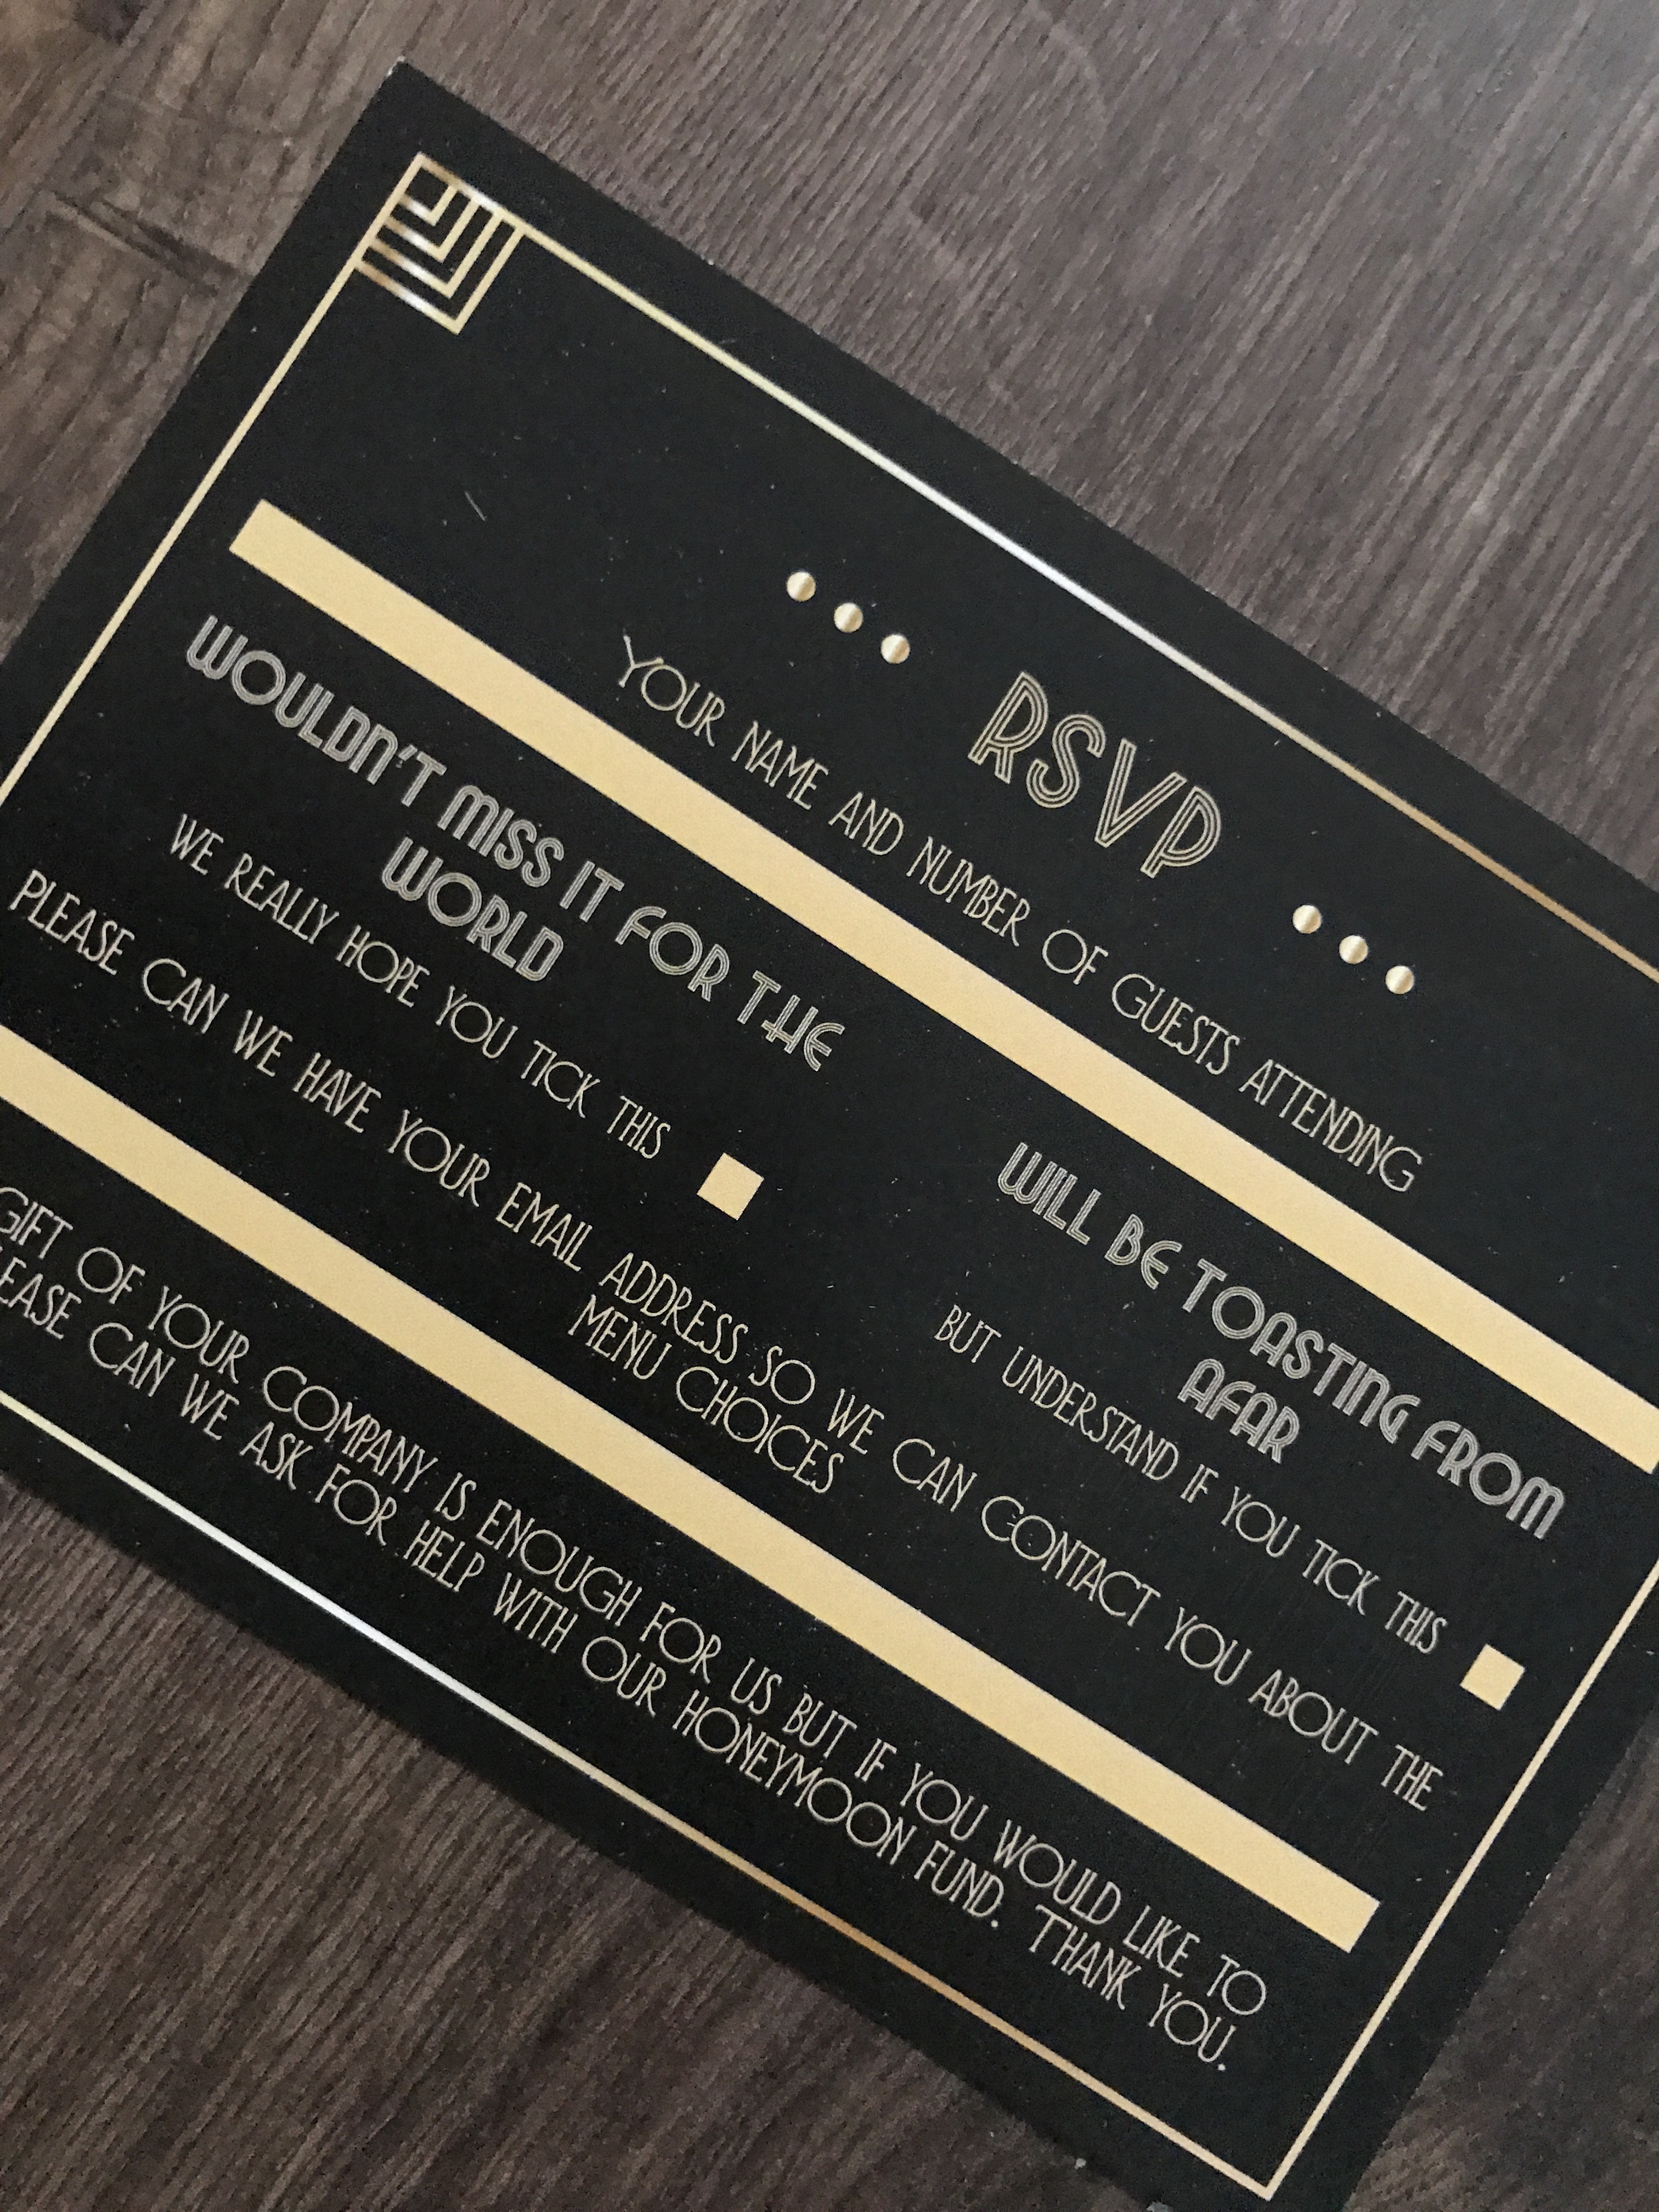 RSVP
YOUR NAME AND NUMBER OF GUESTS ATTENDING
WOULDN'T MISS IT FOR THE
WORLD
WE REALLY HOPE YOU TICK THIS
WILL BE TOASTING FROM
AFAR
BUT UNDERSTAND IF YOU TICK THIS
PLEASE CAN WE HAVE YOUR EMAIL ADDRESS SO WE CAN CONTACT YOU ABOUT THE
MENU CHOICES
GIFT OF YOUR COMPANY IS ENOUGH FOR US BUT IF YOU WOULD LIKE TO
CAN WE ASK FOR HELP WITH OUR HONEYMOON FUND. THANK YOU.